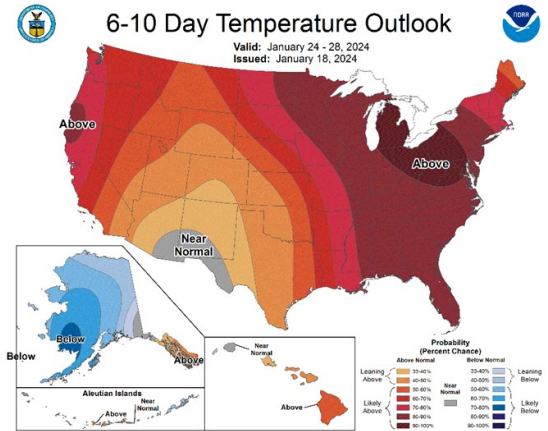 6-10 Day Temperature Outlook
NOAA
Valid: January 24 - 28, 2024
Issued: January 18, 2024
Above
Above
Near
Normal
Below
Below
Above
Aleutian Islands
Above
Near
Normal
Near
Normal
Above
Probability
(Percent Chance)
Above Normal
Below Normal
Leaning
Above
33-40%
40-50%
Likely
Above
50-60%
60-70%
70-80%
80-90%
90-100%
Near
Normal
33-40%
40-50%
Leaning
Below
50-60%
60-70%
70-80%
80-90%
90-100%
Likely
Below